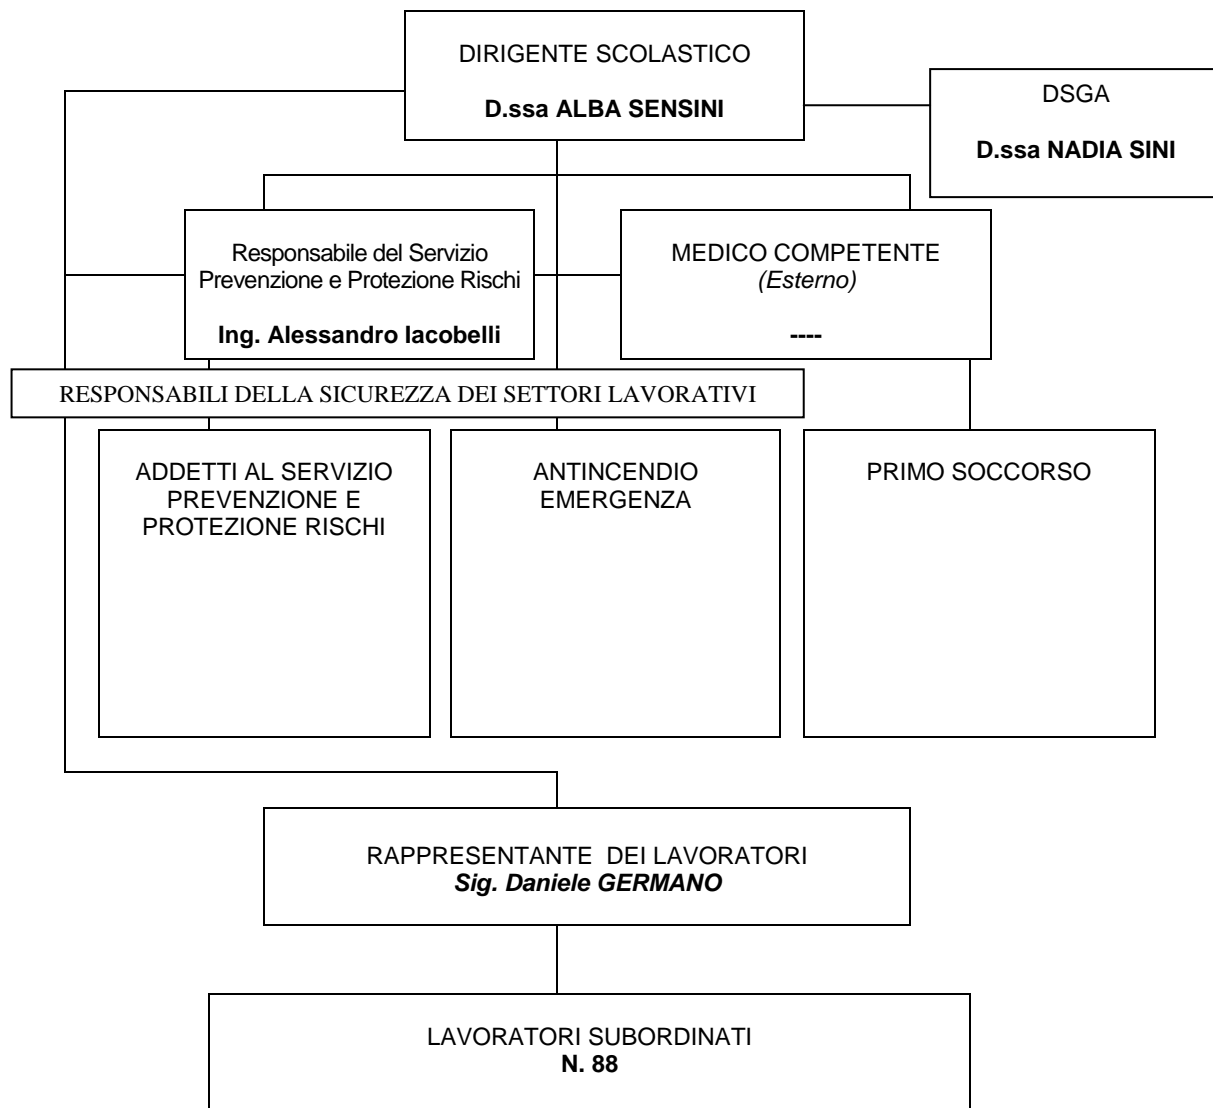 DIRIGENTE SCOLASTICO
D.ssa ALBA SENSINI
DSGA
D.ssa NADIA SINI
Responsabile del Servizio
Prevenzione e Protezione Rischi
Ing. Alessandro Iacobelli
MEDICO COMPETENTE
(Esterno)
----
RESPONSABILI DELLA SICUREZZA DEI SETTORI LAVORATIVI
ADDETTI AL SERVIZIO
PREVENZIONE E
PROTEZIONE RISCHI
ANTINCENDIO
EMERGENZA
PRIMO SOCCORSO
RAPPRESENTANTE DEI LAVORATORI
Sig. Daniele GERMANO
LAVORATORI SUBORDINATI
N. 88